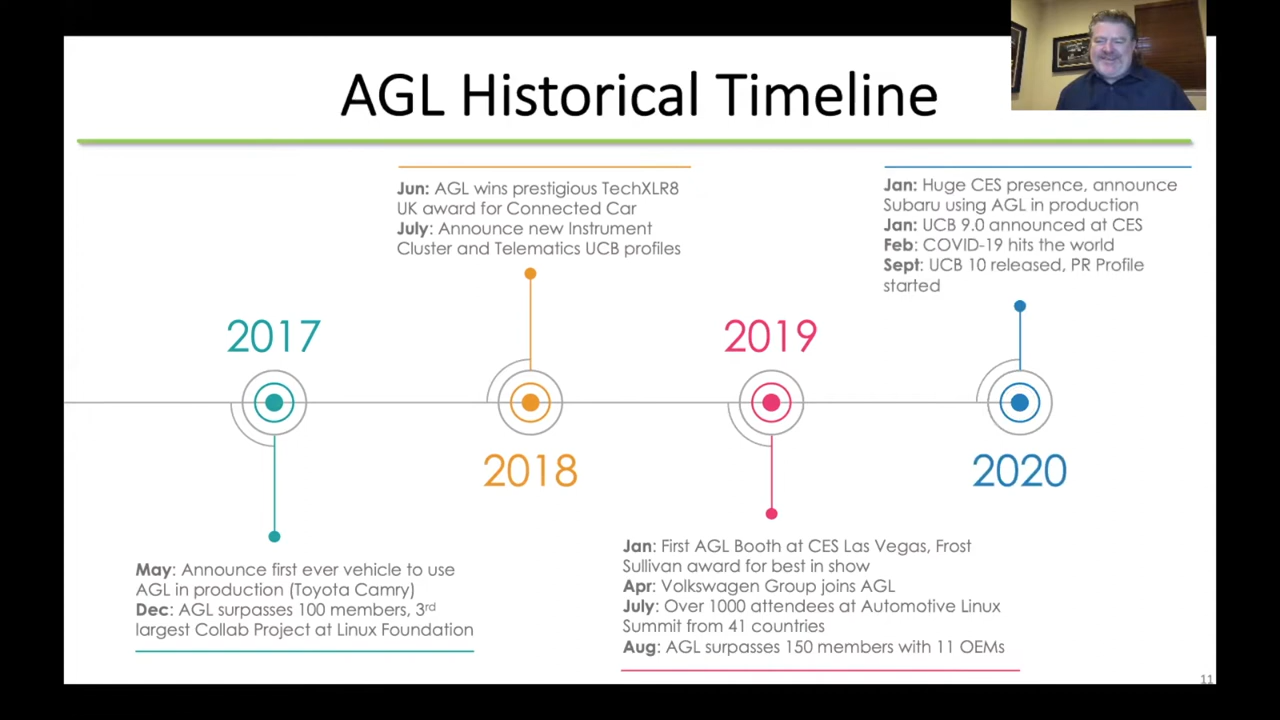 AGL Historical Timeline
Jun: AGL wins prestigious TechXLR8
UK award for Connected Car
July: Announce new Instrument
Cluster and Telematics UCB profiles
Jan: Huge CES presence, announce
Subaru using AGL in production
Jan: UCB 9.0 announced at CES
Feb: COVID-19 hits the world
Sept: UCB 10 released, PR Profile
started
2017
2019
2018
2020
May: Announce first ever vehicle to use
AGL in production (Toyota Camry)
Dec: AGL surpasses 100 members, 3rd
largest Collab Project at Linux Foundation
Jan: First AGL Booth at CES Las Vegas, Frost
Sullivan award for best in show
Apr: Volkswagen Group joins AGL
July: Over 1000 attendees at Automotive Linux
Summit from 41 countries
Aug: AGL surpasses 150 members with 11 OEMs
11